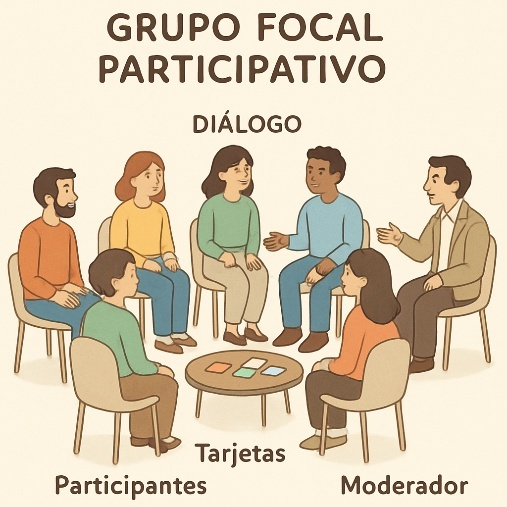 GRUPO FOCAL
PARTICIPATIVO
DIÁLOGO
Tarjetas
Participantes
Moderador